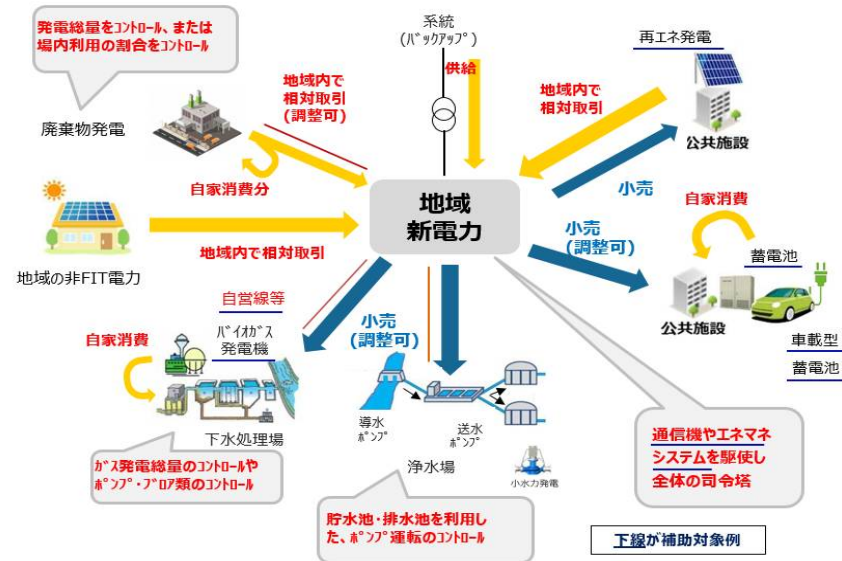 発電総量をｺﾝﾄﾛｰﾙ、または
場内利用の割合をｺﾝﾄﾛｰﾙ
系統
(ﾊﾞｯｸｱｯﾌﾟ)
供給
再エネ発電
地域内で
相対取引
(調整可)
地域内で
相対取引
廃棄物発電
公共施設
自家消費分
地域
新電力
小売
自家消費
小売
(調整可)
地域内で相対取引
蓄電池
地域の非FIT電力
自営線等
公共施設
ﾊﾞｲｵｶﾞｽ
発電機
小売
(調整可)
自家消費
車載型
蓄電池
導水
ﾎﾟﾝﾌﾟ
送水
ﾎﾟﾝﾌﾟ
下水処理場
浄水場
小水力発電
通信機やエネマネ
システムを駆使し
全体の司令塔
ｶﾞｽ発電総量のｺﾝﾄﾛｰﾙや
ﾎﾟﾝﾌﾟ・ﾌﾞﾛｱ類のｺﾝﾄﾛｰﾙ
貯水池・排水池を利用し
た、ﾎﾟﾝﾌﾟ運転のｺﾝﾄﾛｰﾙ
下線が補助対象例